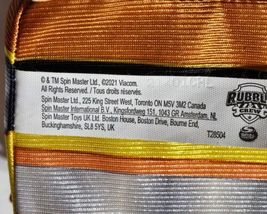 © & TM Spin Master Ltd., ©2021 Viacom.
All Rights Reserved / Tous droits réservés.
Spin Master Ltd., 225 King Street West, Toronto ON M5V 3M2 Canada
Spin Master International B.V., Kingsfordweg 151, 1043 GR Amsterdam, NL
Spin Master Toys UK Ltd. Boston House, Boston Drive, Bourne End,
Buckinghamshire, SL8 5YS, UK
T28504
RUBBLE